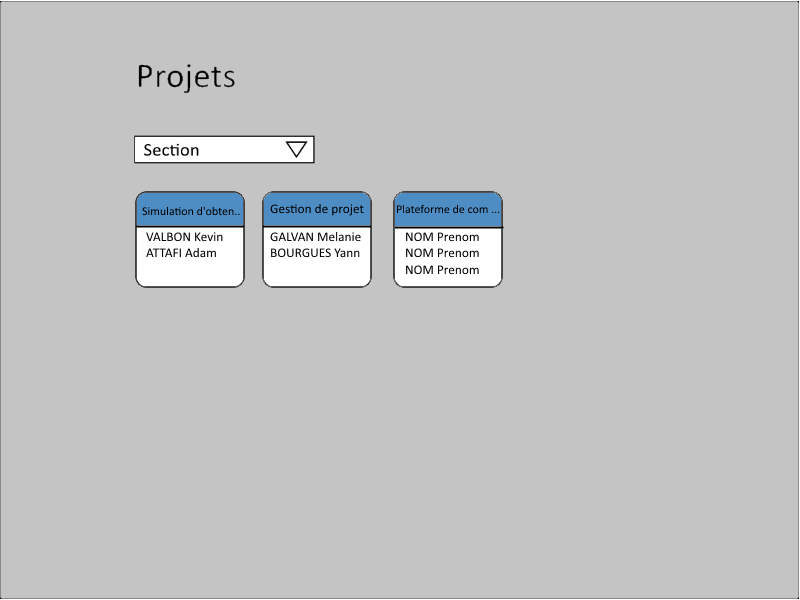 Projets
Section
Simulation d'obten..
VALBON Kevin
ATTAFI Adam
Gestion de projet
GALVAN Melanie
BOURGUES Yann
Plateforme de com ...
NOM Prenom
NOM Prenom
NOM Prenom